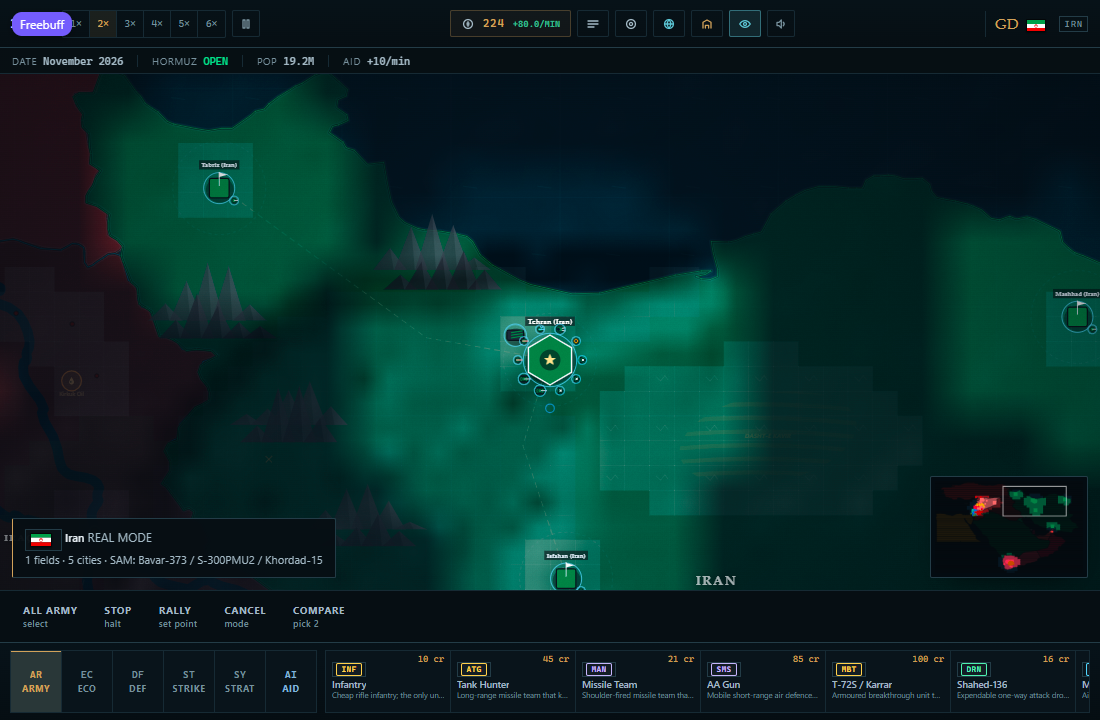 Freebuff
1× 2× 3× 4× 5× 6×
224 +80.0/MIN
GD IRN
DATE November 2026 HORMUZ OPEN POP 19.2M AID +10/min
Tabriz (Iran)
Tehran (Iran)
Mashhad (Iran)
Isfahan (Iran)
IRAN
Iran REAL MODE
1 fields · 5 cities · SAM: Bavar-373 / S-300PMU2 / Khordad-15
ALL ARMY STOP RALLY CANCEL COMPARE
select halt set point mode pick 2
AR EC DF ST SY AI
ARMY ECO DEF STRIKE STRAT AID
10 cr 45 cr 21 cr 85 cr 100 cr 16 cr
INF ATG MAN SMS MBT DRN
Infantry Tank Hunter Missile Team AA Gun T-72S / Karrar Shahed-136
Cheap rifle infantry; the only un... Long-range missile team that k... Shoulder-fired missile team tha... Mobile short-range air defence... Armoured breakthrough unit t... Expendable one-way attack dro...